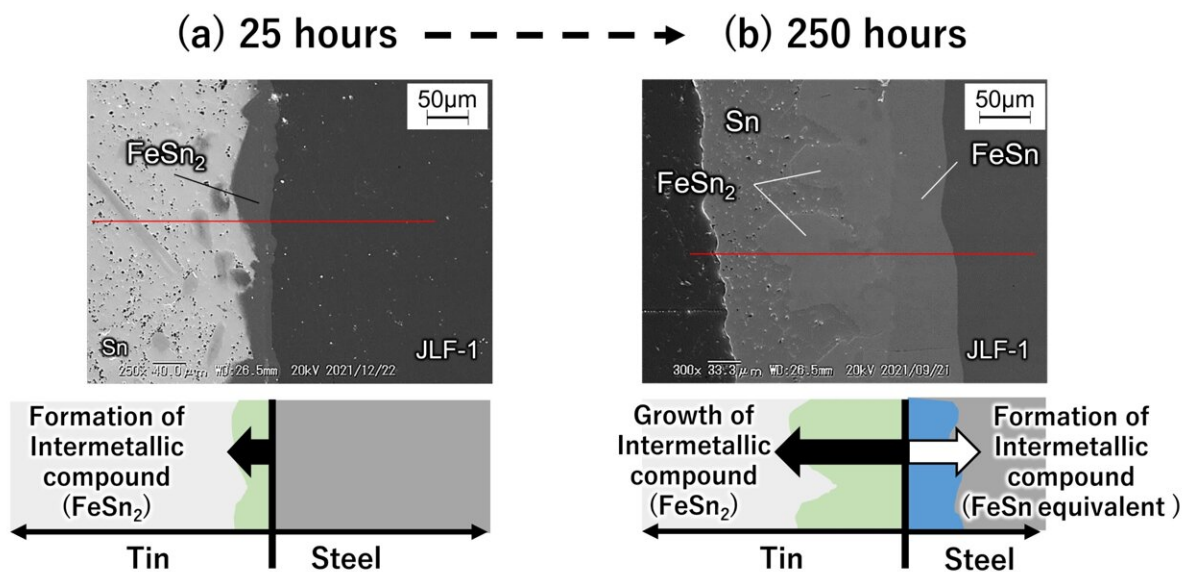 (a) 25 hours
(b) 250 hours
50μm
FeSn₂
Sn
JLF-1
250x 40.0μm WD:26.5mm 20kV 2021/12/22
50μm
Sn
FeSn
FeSn₂
JLF-1
300x 33.3μm WD:26.5mm 20kV 2021/09/21
Formation of
Intermetallic
compound
(FeSn₂)
Tin
Steel
Growth of
Intermetallic
compound
(FeSn₂)
Formation of
Intermetallic
compound
(FeSn equivalent )
Tin
Steel